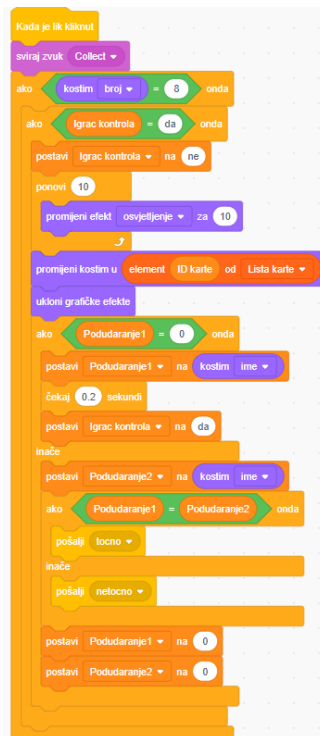 Kada je lik kliknut
sviraj zvuk Collect
ako kostim broj = 8 onda
ako Igrac kontrola = da onda
postavi Igrac kontrola na ne
ponovi 10
promijeni efekt osvjetljenje za 10
promijeni kostim u element ID karte od Lista karte
ukloni grafičke efekte
ako Podudaranje1 = 0 onda
postavi Podudaranje1 na kostim ime
čekaj 0.2 sekundi
postavi Igrac kontrola na da
inače
postavi Podudaranje2 na kostim ime
ako Podudaranje1 = Podudaranje2 onda
pošalji tocno
inače
pošalji netocno
postavi Podudaranje1 na 0
postavi Podudaranje2 na 0